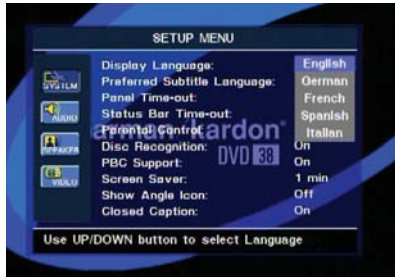 SETUP MENU
Display Language: English
Preferred Subtitle Language: German
Panel Time-out: French
Status Bar Time-out: Spanish
Parental Control: Italian
Disc Recognition: On
PBC Support: On
Screen Saver: 1 min
Show Angle Icon: Off
Closed Caption: On
SYSTEM
AUDIO
SPEAKER
VIDEO
kardon
DVD 38
Use UP/DOWN button to select Language